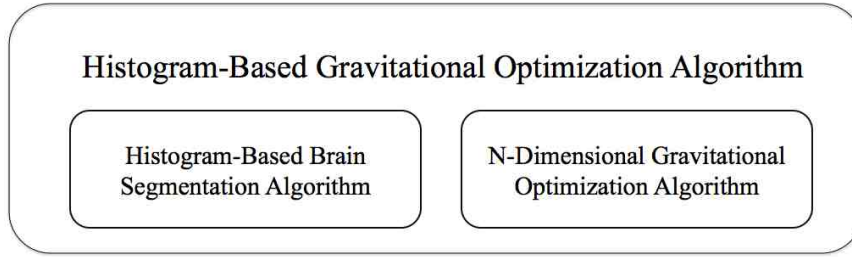 Histogram-Based Gravitational Optimization Algorithm
Histogram-Based Brain
Segmentation Algorithm
N-Dimensional Gravitational
Optimization Algorithm